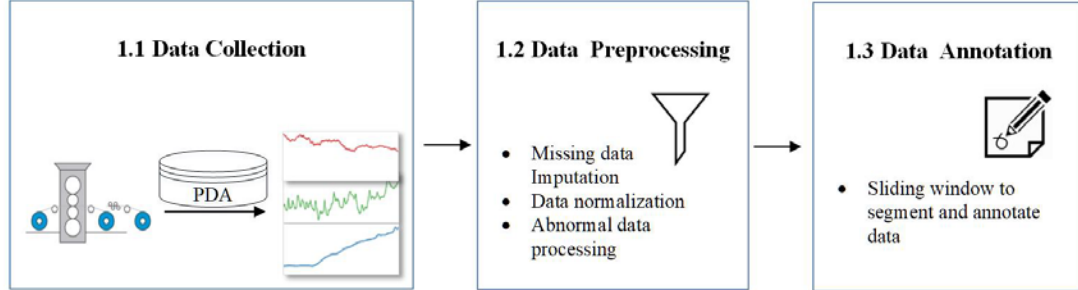 1.1 Data Collection
PDA
1.2 Data Preprocessing
• Missing data
Imputation
• Data normalization
• Abnormal data
processing
1.3 Data Annotation
• Sliding window to
segment and annotate
data